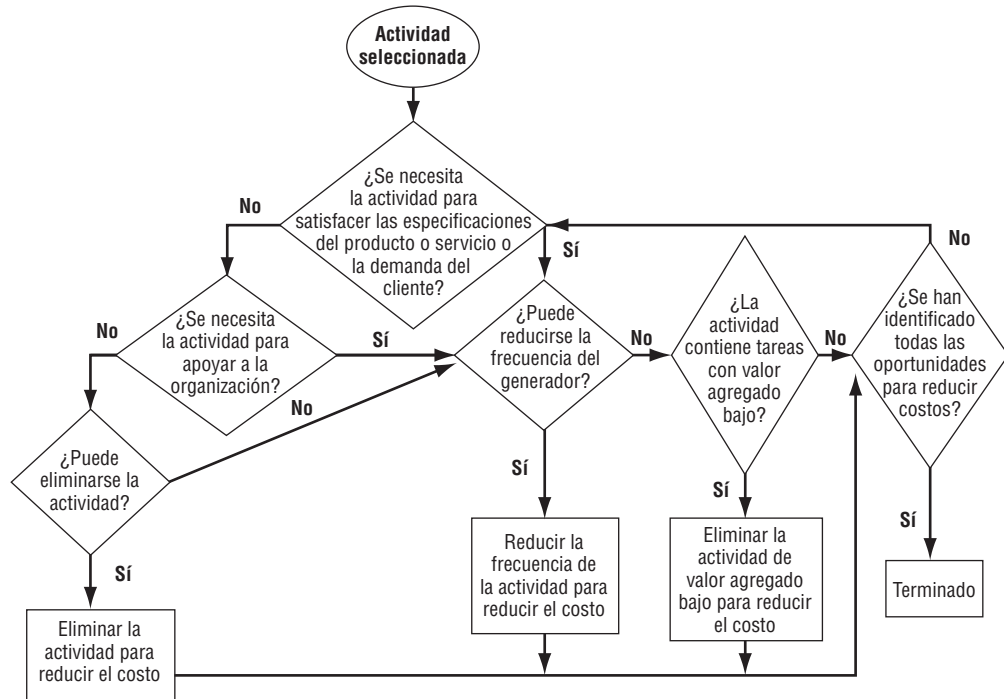 Actividad
seleccionada
¿Se necesita
la actividad para
satisfacer las especificaciones
del producto o servicio o
la demanda del
cliente?
No
Sí
No
¿Se necesita
la actividad para
apoyar a la
organización?
No
Sí
¿Puede
reducirse la
frecuencia del
generador?
No
¿La
actividad
contiene tareas
con valor
agregado
bajo?
No
¿Se han
identificado
todas las
oportunidades
para reducir
costos?
¿Puede
eliminarse la
actividad?
No
Sí
Sí
Sí
Sí
Eliminar la
actividad para
reducir el costo
Reducir la
frecuencia de
la actividad para
reducir el costo
Eliminar la
actividad de
valor agregado
bajo para reducir
el costo
Terminado